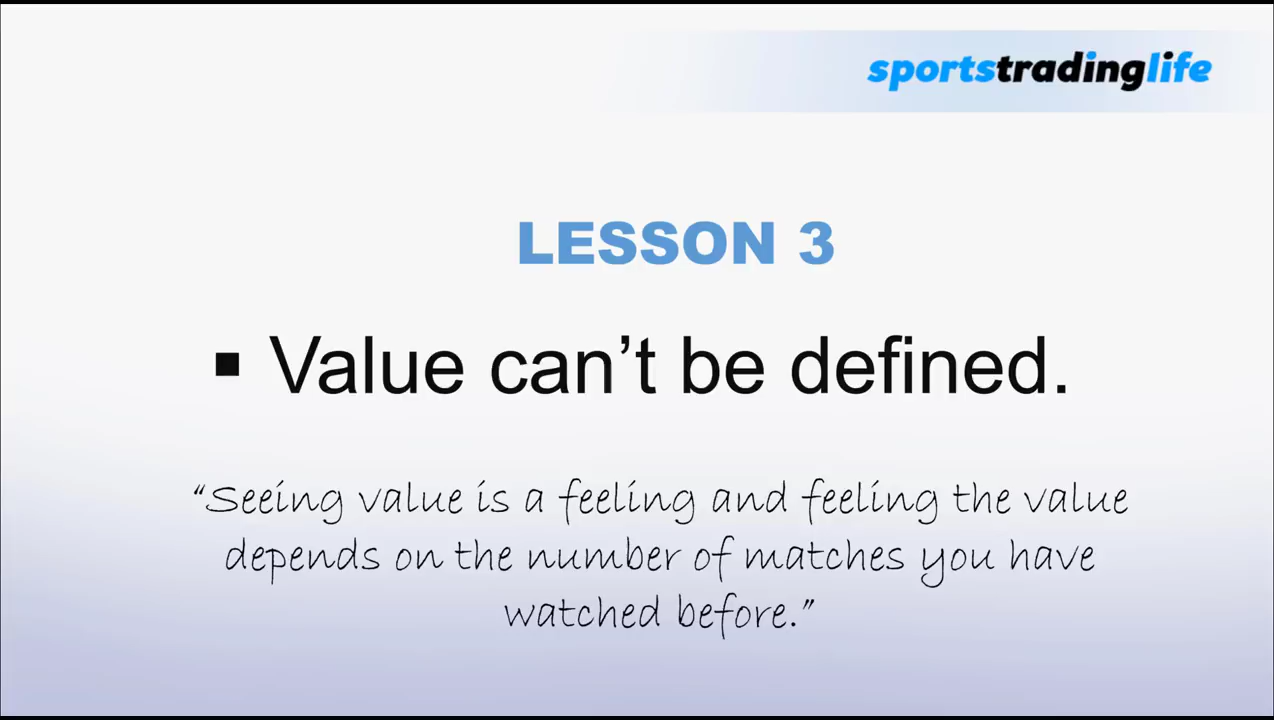 sportstradinglife
LESSON 3
▪ Value can’t be defined.
“Seeing value is a feeling and feeling the value
depends on the number of matches you have
watched before.”